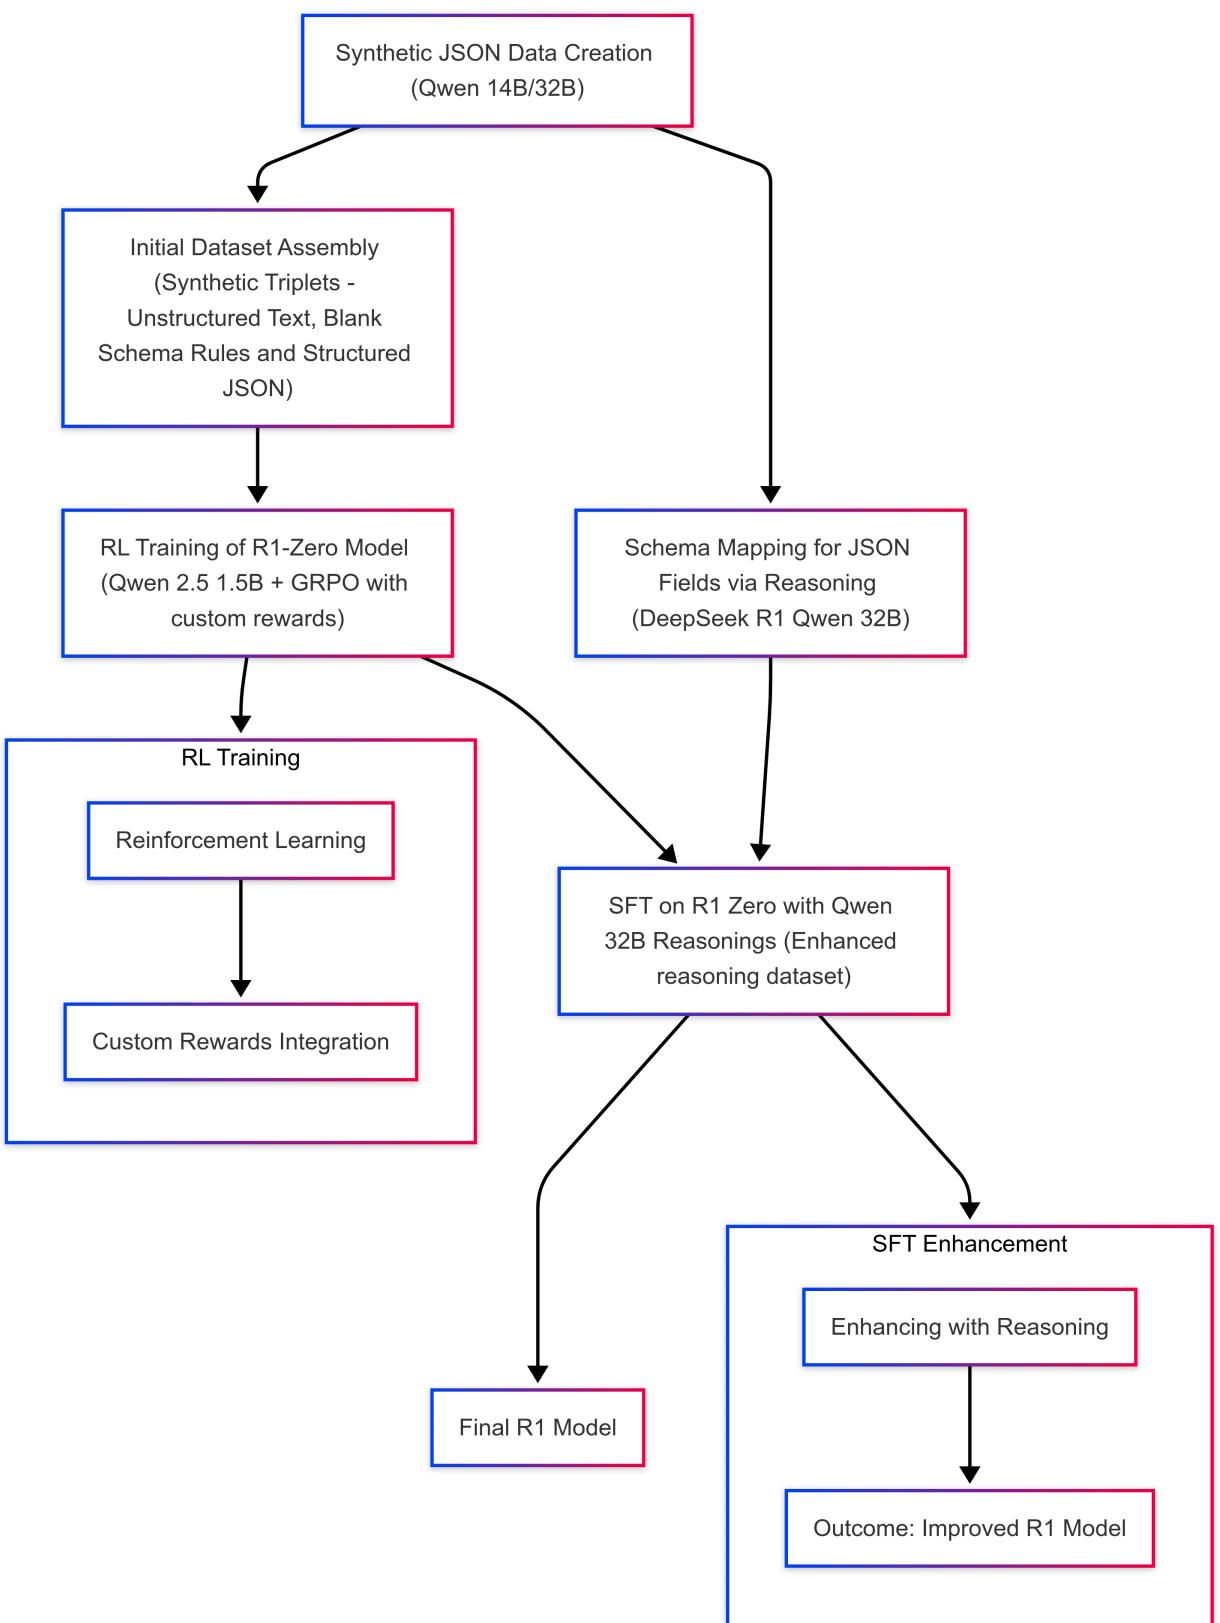 Synthetic JSON Data Creation
(Qwen 14B/32B)
Initial Dataset Assembly
(Synthetic Triplets -
Unstructured Text, Blank
Schema Rules and Structured
JSON)
RL Training of R1-Zero Model
(Qwen 2.5 1.5B + GRPO with
custom rewards)
Schema Mapping for JSON
Fields via Reasoning
(DeepSeek R1 Qwen 32B)
RL Training
Reinforcement Learning
Custom Rewards Integration
SFT on R1 Zero with Qwen
32B Reasonings (Enhanced
reasoning dataset)
Final R1 Model
SFT Enhancement
Enhancing with Reasoning
Outcome: Improved R1 Model